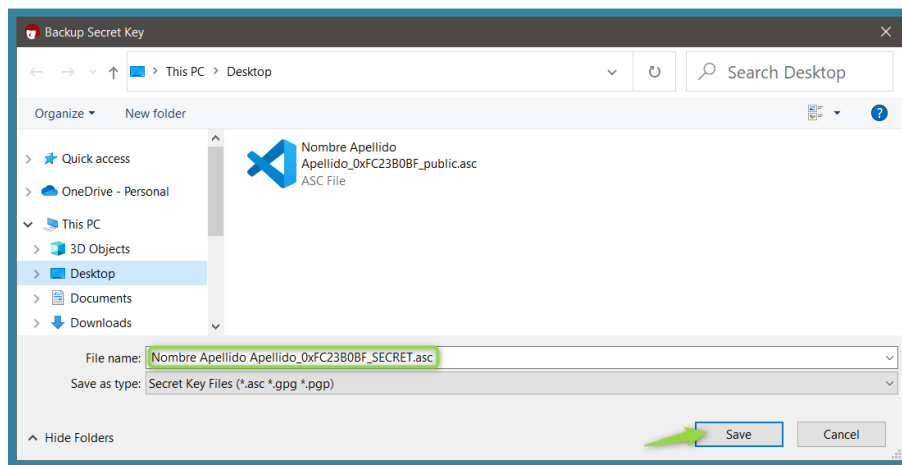 Backup Secret Key
This PC > Desktop
Search Desktop
Organize
New folder
Quick access
OneDrive - Personal
This PC
3D Objects
Desktop
Documents
Downloads
Nombre Apellido
Apellido_0xFC23B0BF_public.asc
ASC File
File name: Nombre Apellido Apellido_0xFC23B0BF_SECRET.asc
Save as type: Secret Key Files (*.asc *.gpg *.pgp)
Hide Folders
Save
Cancel